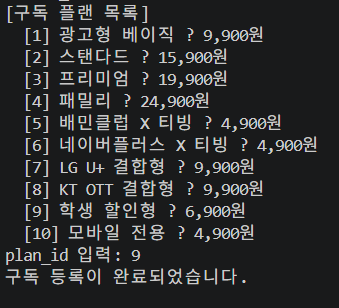 [구독 플랜 목록]
[1] 광고형 베이직 ? 9,900원
[2] 스탠다드 ? 15,900원
[3] 프리미엄 ? 19,900원
[4] 패밀리 ? 24,900원
[5] 배민클럽 X 티빙 ? 4,900원
[6] 네이버플러스 X 티빙 ? 4,900원
[7] LG U+ 결합형 ? 9,900원
[8] KT OTT 결합형 ? 9,900원
[9] 학생 할인형 ? 6,900원
[10] 모바일 전용 ? 4,900원
plan_id 입력: 9
구독 등록이 완료되었습니다.